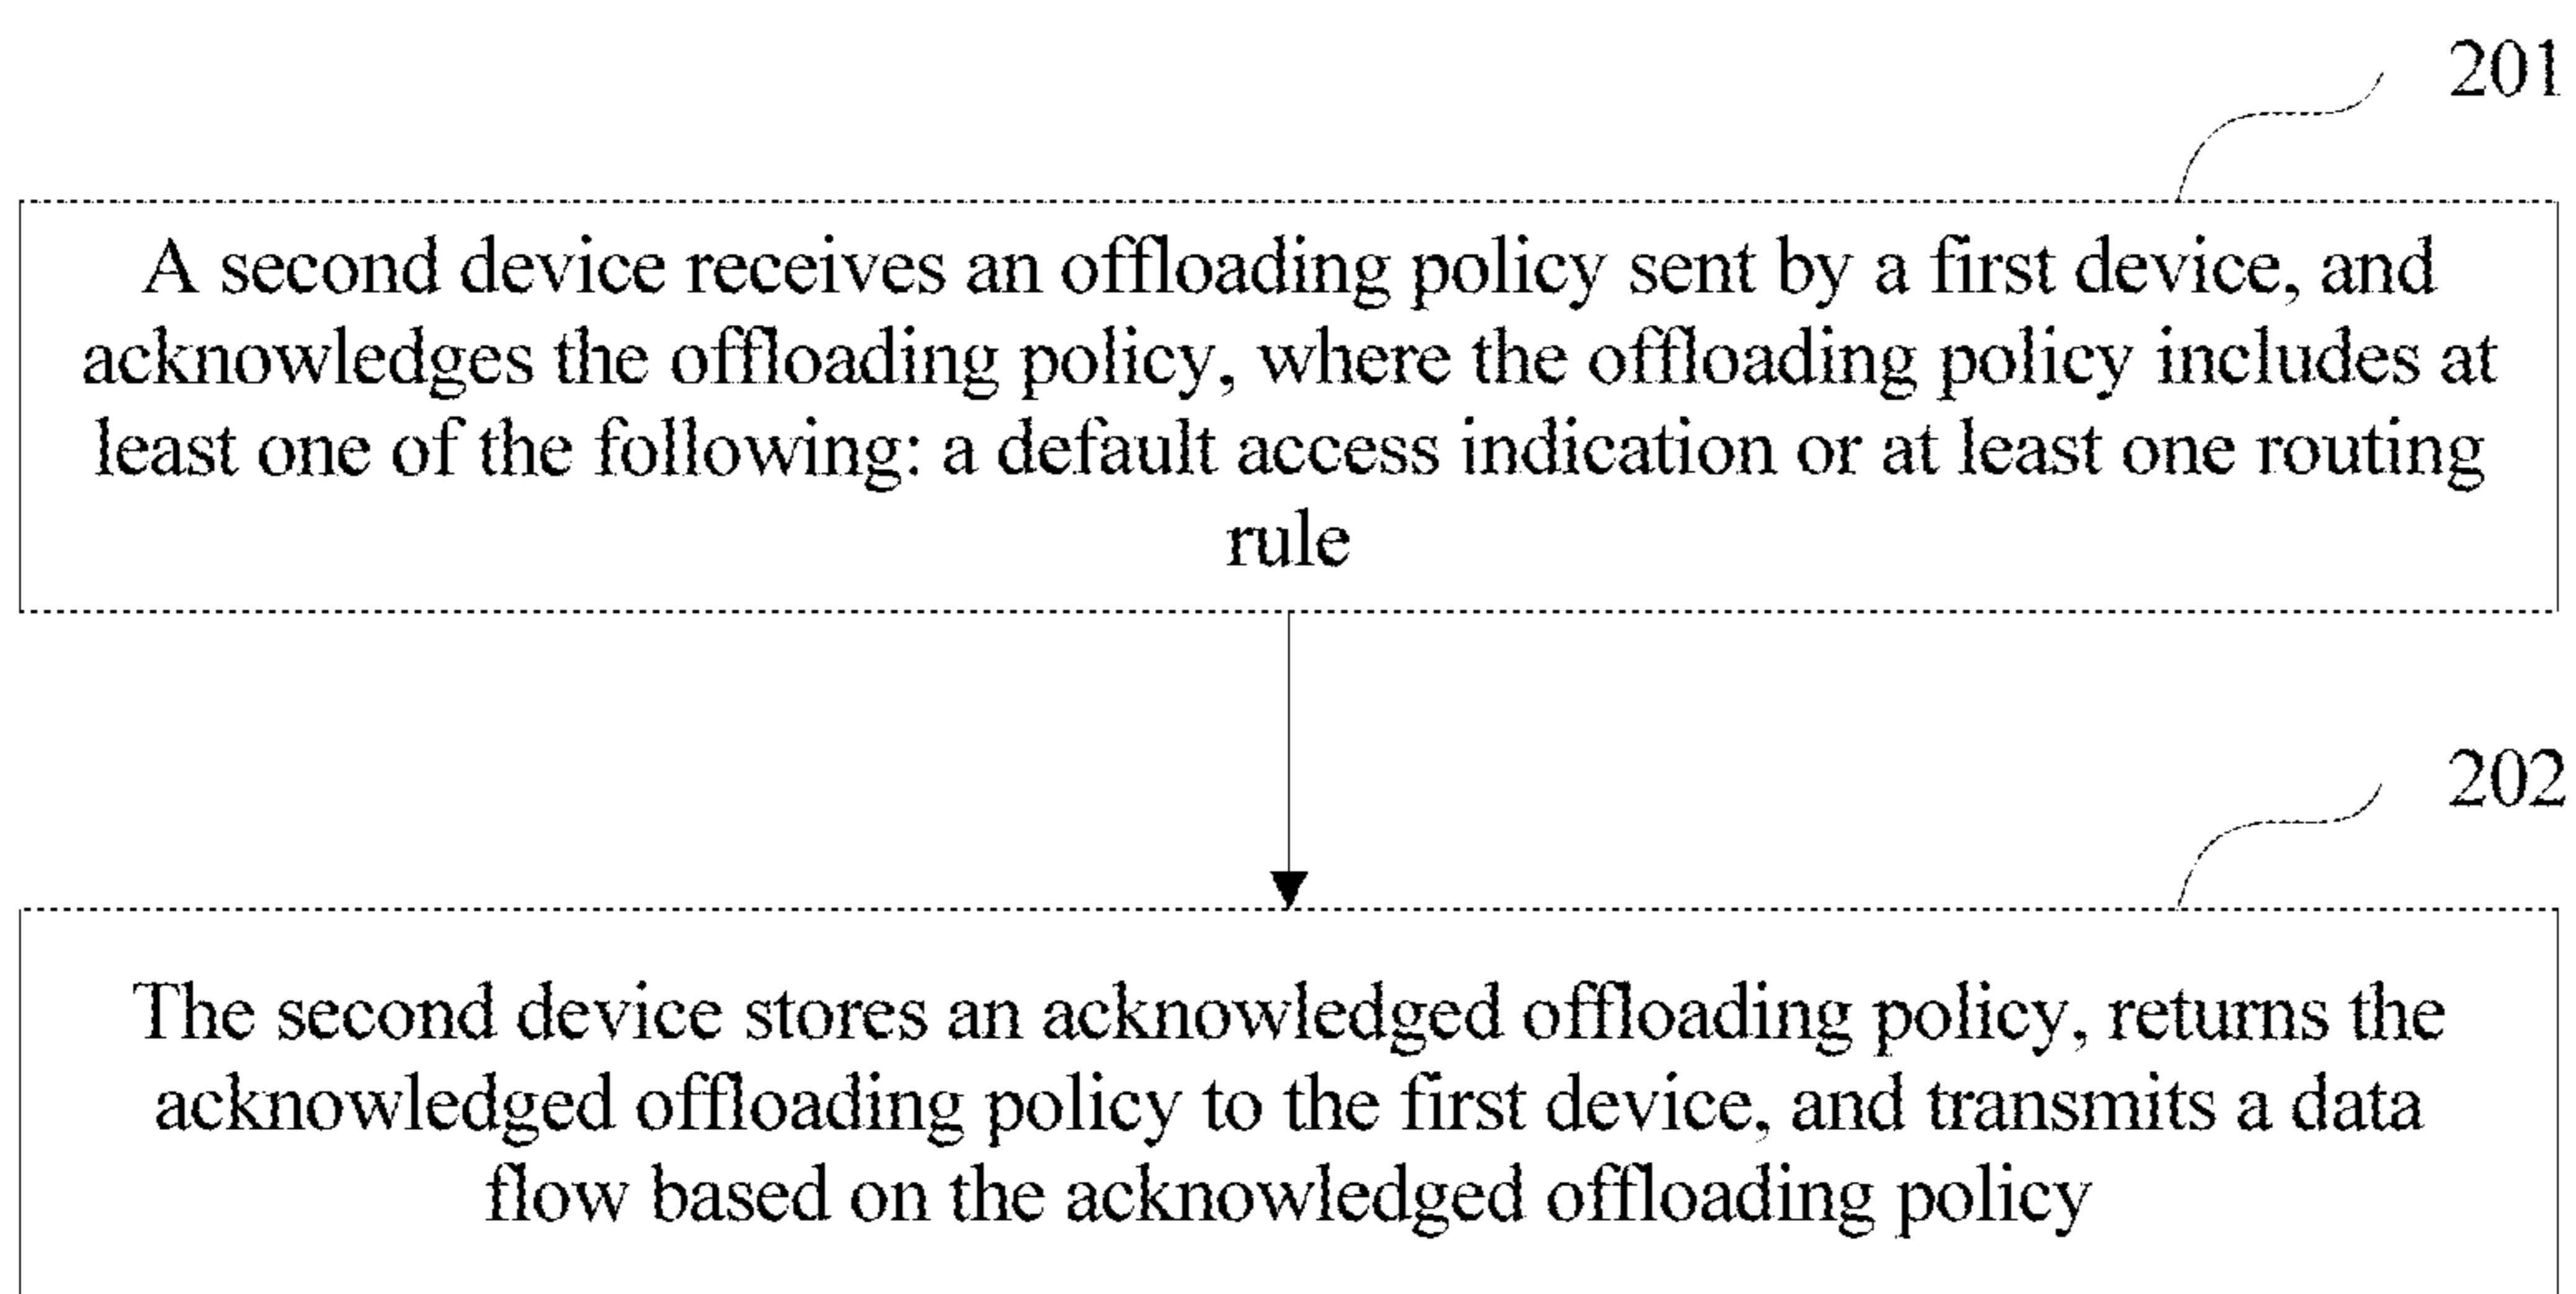 201
A second device receives an offloading policy sent by a first device, and
acknowledges the offloading policy, where the offloading policy includes at
least one of the following: a default access indication or at least one routing
rule
202
The second device stores an acknowledged offloading policy, returns the
acknowledged offloading policy to the first device, and transmits a data
flow based on the acknowledged offloading policy